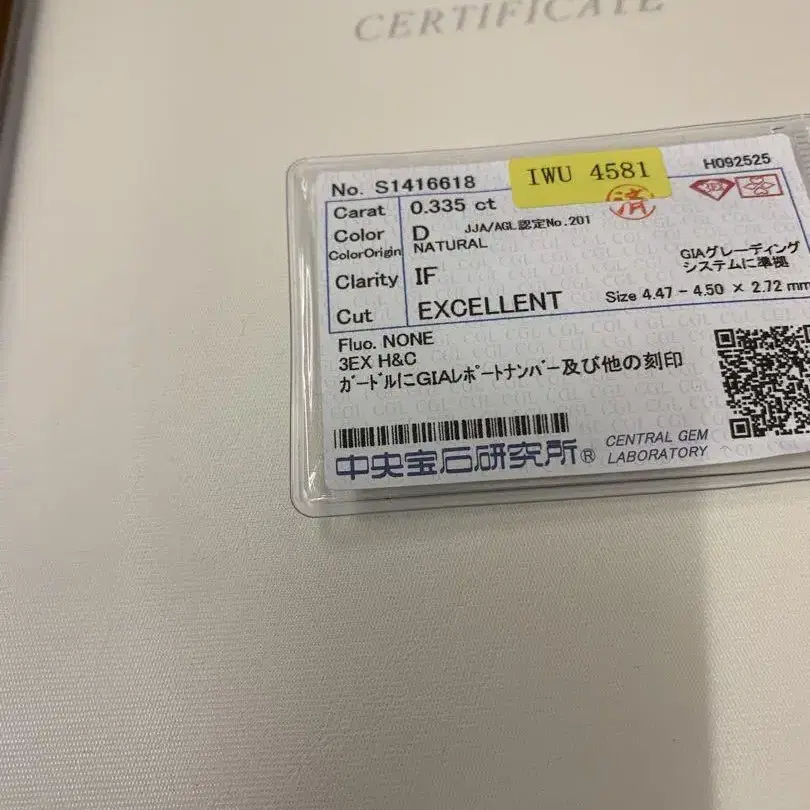 CERTIFICATE
No. S1416618
IWU 4581
H092525
済
Carat 0.335 ct
Color D JJA/AGL認定No.201
ColorOrigin NATURAL
GIAグレーディング
システムに準拠
Clarity IF
Cut EXCELLENT Size 4.47 - 4.50 × 2.72 mm
Fluo. NONE
3EX H&C
ガードルにGIAレポートナンバー及び他の刻印
中央宝石研究所®
CENTRAL GEM
LABORATORY